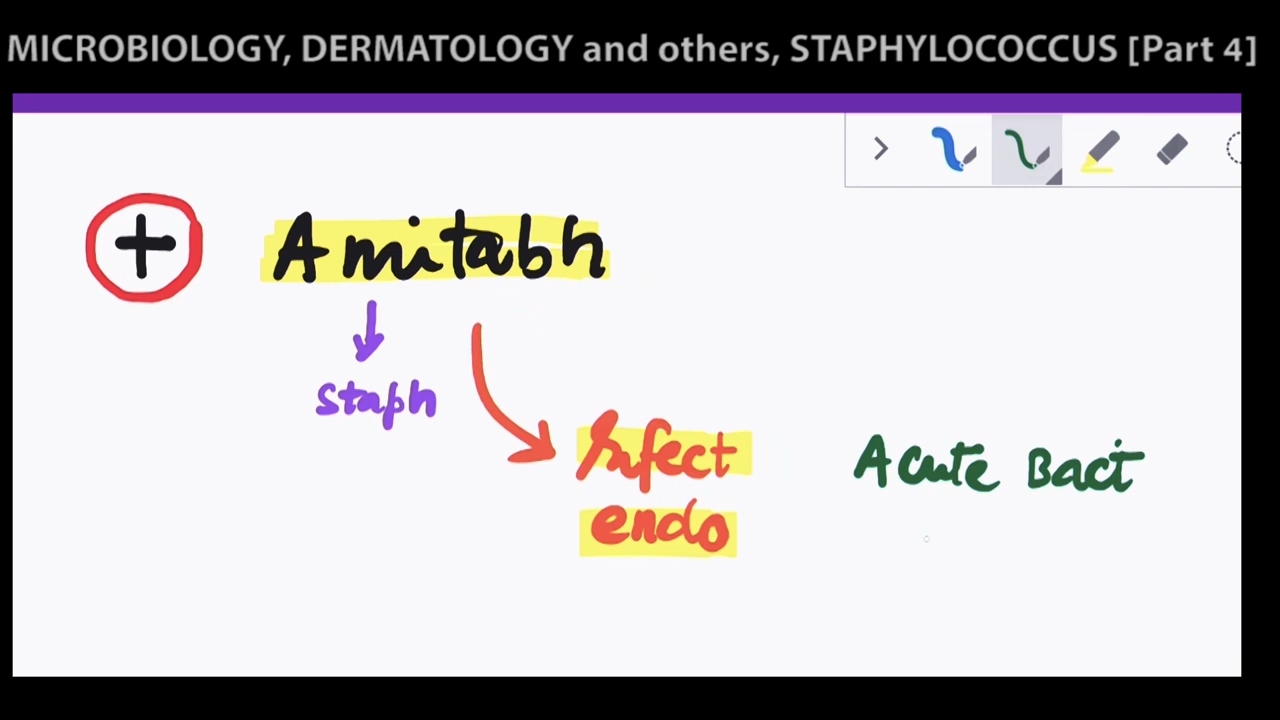 MICROBIOLOGY, DERMATOLOGY and others, STAPHYLOCOCCUS [Part 4]
+ Amitabh
staph
Infect
endo
Acute Bact